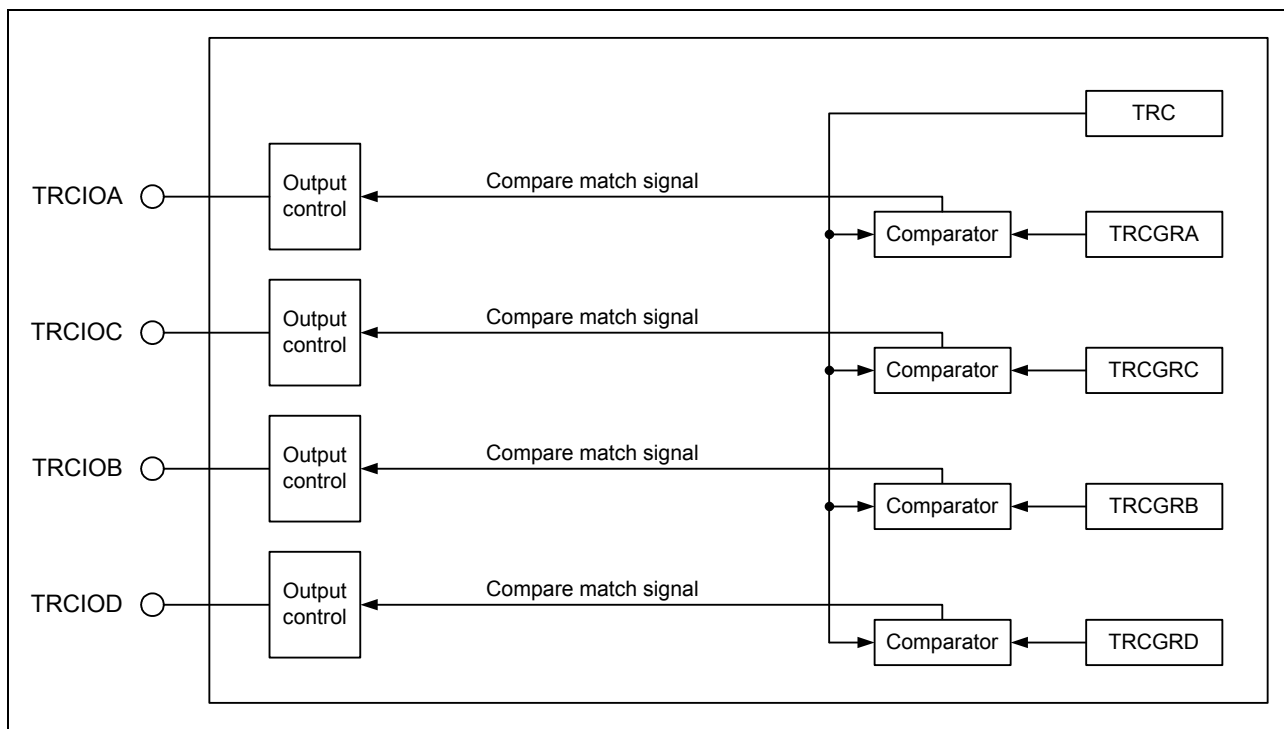 TRC
TRCIOA
Output
control
Compare match signal
Comparator
TRCGRA
TRCIOC
Output
control
Compare match signal
Comparator
TRCGRC
TRCIOB
Output
control
Compare match signal
Comparator
TRCGRB
TRCIOD
Output
control
Compare match signal
Comparator
TRCGRD